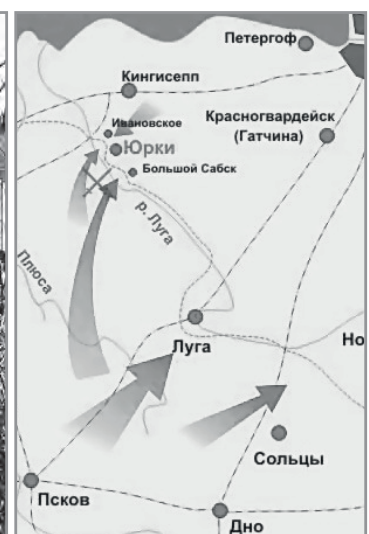 Петергоф
Кингисепп
Красногвардейск
(Гатчина)
Ивановское
Юрки
Большой Сабск
р. Луга
Плюса
Луга
Но
Сольцы
Псков
Дно